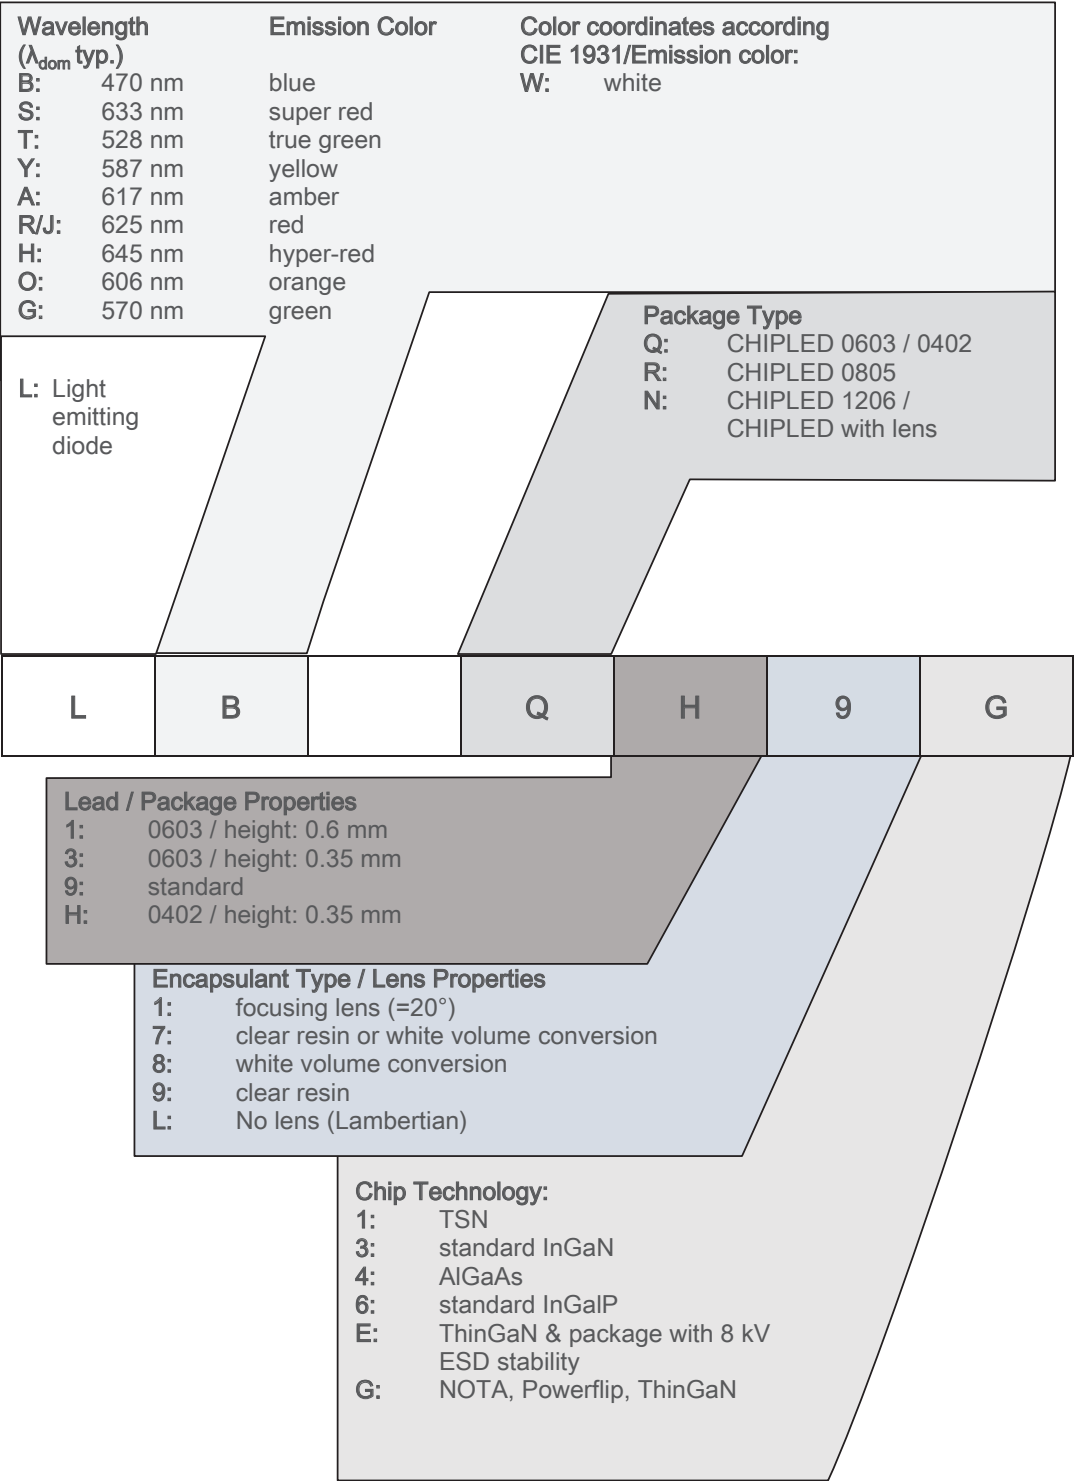 Wavelength Emission Color Color coordinates according
(λdom typ.) CIE 1931/Emission color:
B: 470 nm blue W: white
S: 633 nm super red
T: 528 nm true green
Y: 587 nm yellow
A: 617 nm amber
R/J: 625 nm red
H: 645 nm hyper-red
O: 606 nm orange
G: 570 nm green
Package Type
Q: CHIPLED 0603 / 0402
R: CHIPLED 0805
N: CHIPLED 1206 /
CHIPLED with lens
L: Light
emitting
diode
L B Q H 9 G
Lead / Package Properties
1: 0603 / height: 0.6 mm
3: 0603 / height: 0.35 mm
9: standard
H: 0402 / height: 0.35 mm
Encapsulant Type / Lens Properties
1: focusing lens (=20°)
7: clear resin or white volume conversion
8: white volume conversion
9: clear resin
L: No lens (Lambertian)
Chip Technology:
1: TSN
3: standard InGaN
4: AlGaAs
6: standard InGalP
E: ThinGaN & package with 8 kV
ESD stability
G: NOTA, Powerflip, ThinGaN